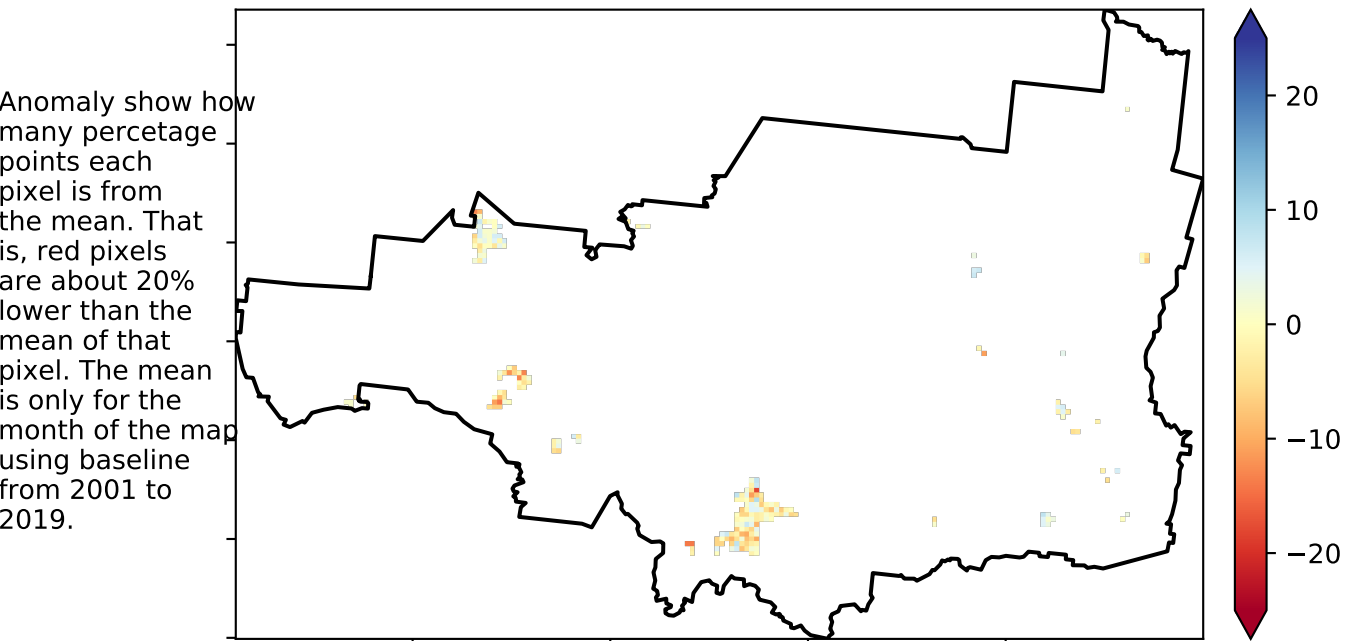 Anomaly show how
many percetage
points each
pixel is from
the mean. That
is, red pixels
are about 20%
lower than the
mean of that
pixel. The mean
is only for the
month of the map
using baseline
from 2001 to
2019.
20
10
0
−10
−20